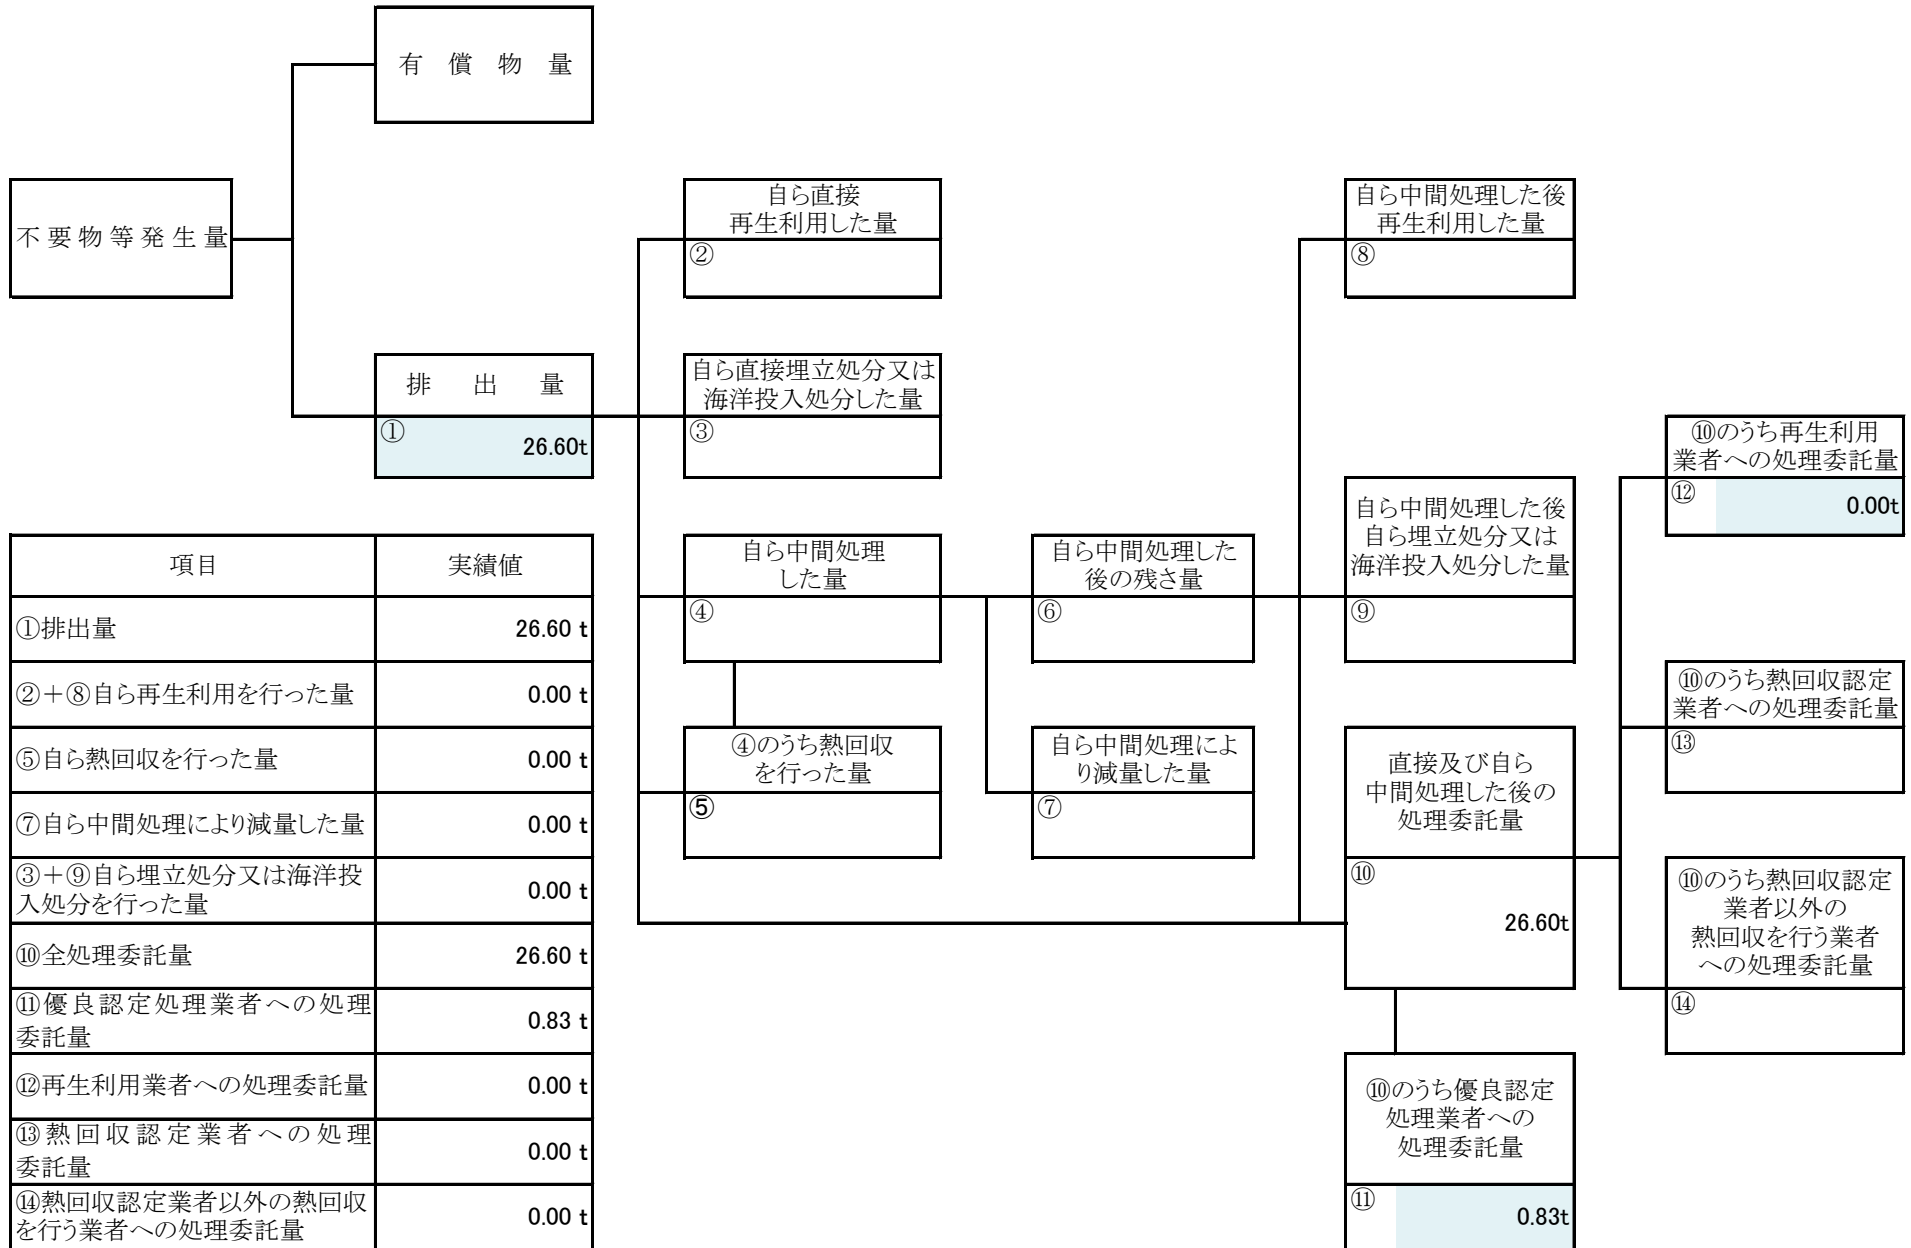 有償物量
不要物等発生量
排出量
①
26.60t
自ら直接
再生利用した量
②
自ら直接埋立処分又は
海洋投入処分した量
③
自ら中間処理
した量
④
④のうち熱回収
を行った量
⑤
自ら中間処理した
後の残さ量
⑥
自ら中間処理によ
り減量した量
⑦
自ら中間処理した後
再生利用した量
⑧
自ら中間処理した後
自ら埋立処分又は
海洋投入処分した量
⑨
直接及び自ら
中間処理した後の
処理委託量
⑩
26.60t
⑩のうち優良認定
処理業者への
処理委託量
⑪
0.83t
⑩のうち再生利用
業者への処理委託量
⑫
0.00t
⑩のうち熱回収認定
業者への処理委託量
⑬
⑩のうち熱回収認定
業者以外の
熱回収を行う業者
への処理委託量
⑭
項目 実績値
①排出量 26.60 t
②＋⑧自ら再生利用を行った量 0.00 t
⑤自ら熱回収を行った量 0.00 t
⑦自ら中間処理により減量した量 0.00 t
③＋⑨自ら埋立処分又は海洋投
入処分を行った量 0.00 t
⑩全処理委託量 26.60 t
⑪優良認定処理業者への処理
委託量 0.83 t
⑫再生利用業者への処理委託量 0.00 t
⑬熱回収認定業者への処理
委託量 0.00 t
⑭熱回収認定業者以外の熱回収
を行う業者への処理委託量 0.00 t